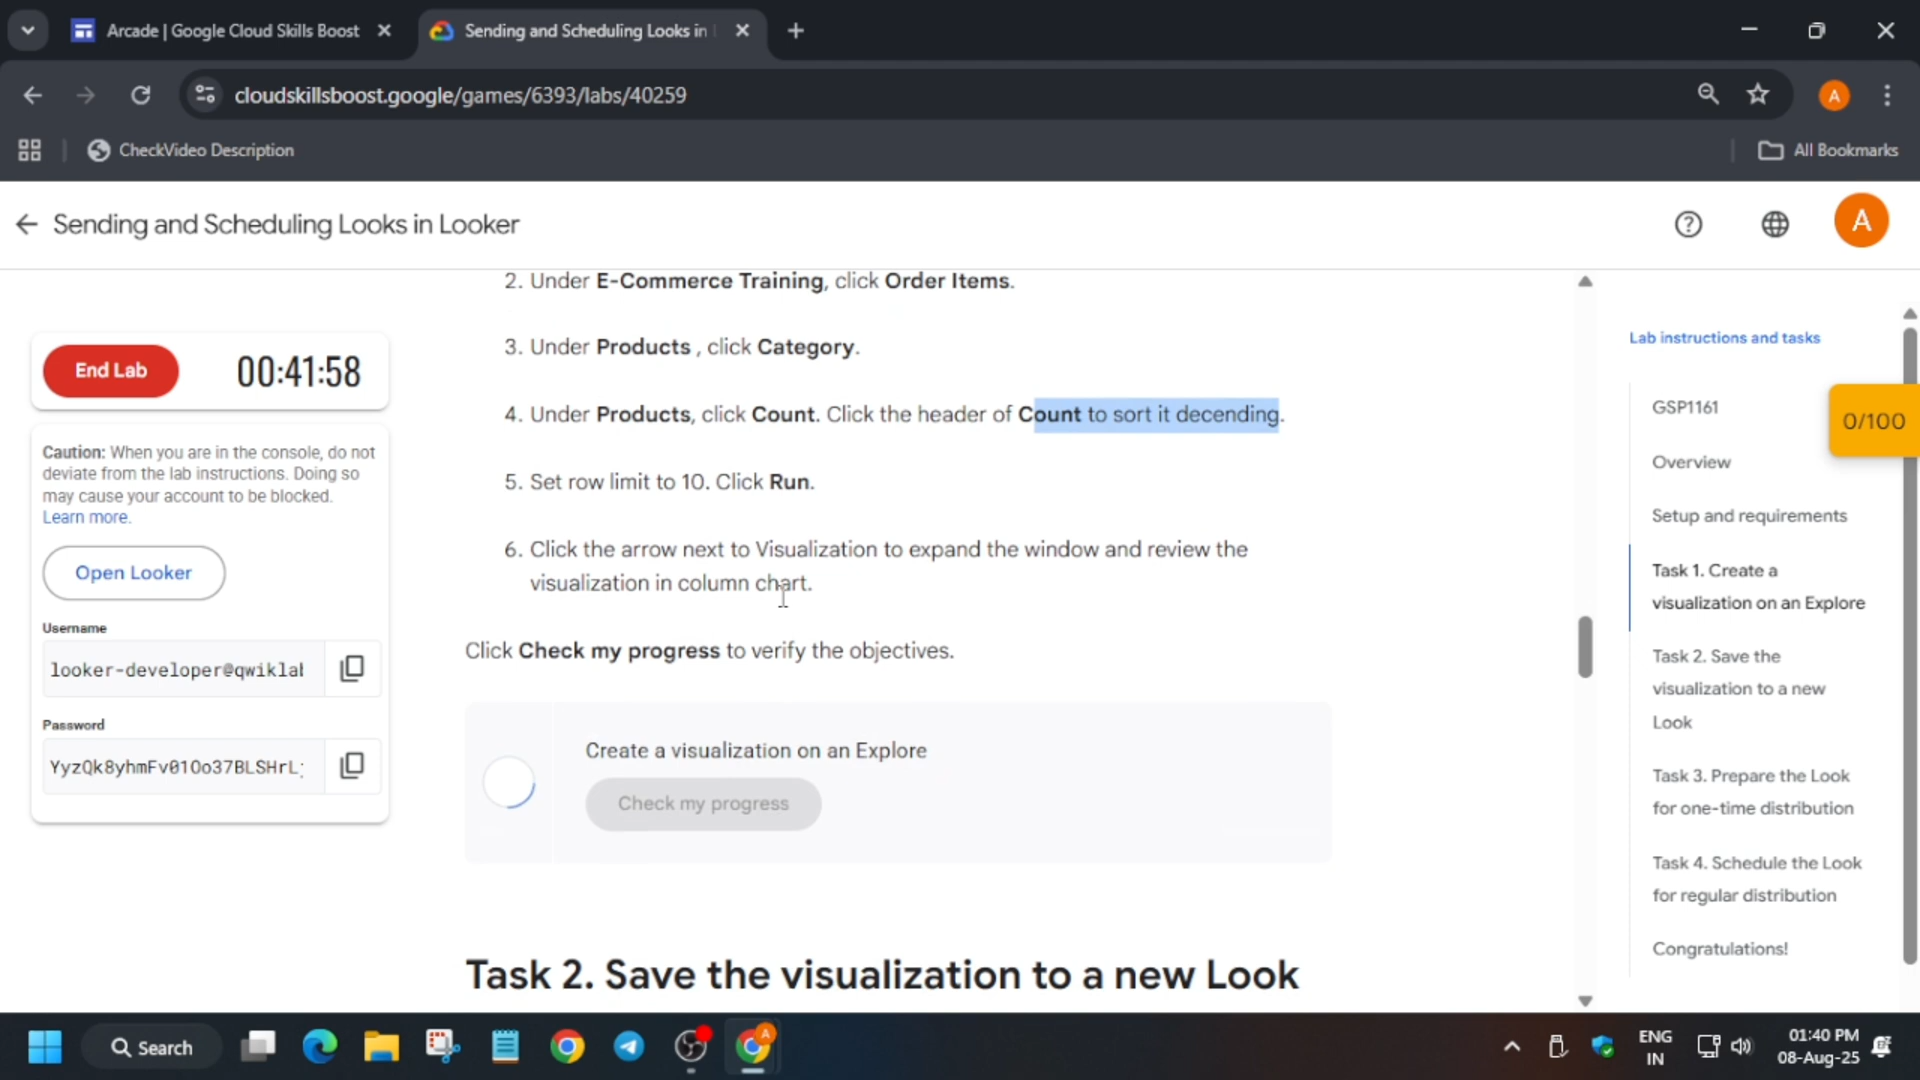 Arcade | Google Cloud Skills Boost
Sending and Scheduling Looks in
cloudskillsboost.google/games/6393/labs/40259
A
CheckVideo Description
All Bookmarks
Sending and Scheduling Looks in Looker
A
End Lab
00:41:58
Caution: When you are in the console, do not
deviate from the lab instructions. Doing so
may cause your account to be blocked.
Learn more.
Open Looker
Username
looker-developer@qwiklab
Password
YyzQk8yhmFv01Oo37BLSHrL
2. Under E-Commerce Training, click Order Items.
3. Under Products , click Category.
4. Under Products, click Count. Click the header of Count to sort it decending.
5. Set row limit to 10. Click Run.
6. Click the arrow next to Visualization to expand the window and review the
visualization in column chart.
Click Check my progress to verify the objectives.
Create a visualization on an Explore
Check my progress
Task 2. Save the visualization to a new Look
Lab instructions and tasks
GSP1161
0/100
Overview
Setup and requirements
Task 1. Create a
visualization on an Explore
Task 2. Save the
visualization to a new
Look
Task 3. Prepare the Look
for one-time distribution
Task 4. Schedule the Look
for regular distribution
Congratulations!
Search
A
ENG
IN
01:40 PM
08-Aug-25